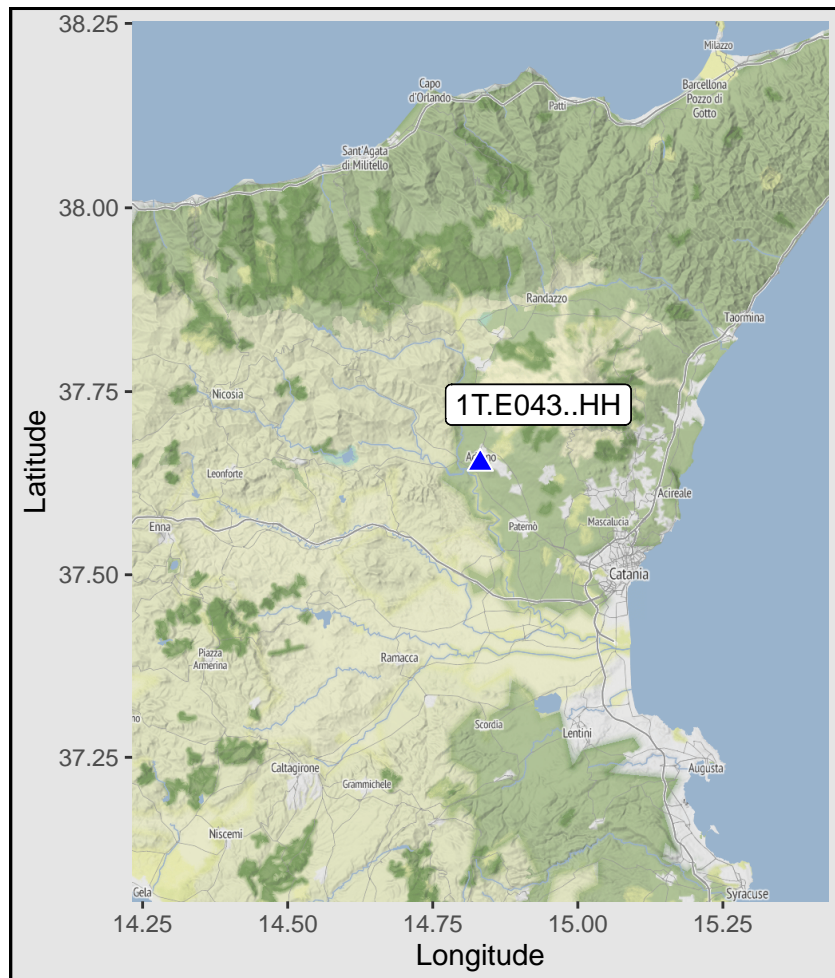 38.25
38.00
37.75
37.50
37.25
Latitude
14.25
14.50
14.75
15.00
15.25
Longitude
Milazzo
Barcellona
Pozzo di
Gotto
Capo
d'Orlando
Patti
Sant'Agata
di Militello
Randazzo
Taormina
Nicosia
1T.E043..HH
Leonforte
Acireale
Enna
Paternò
Mascalucia
Catania
Piazza
Armerina
Ramacca
Scordia
Lentini
Caltagirone
Augusta
Grammichele
Niscemi
Gela
Syracuse